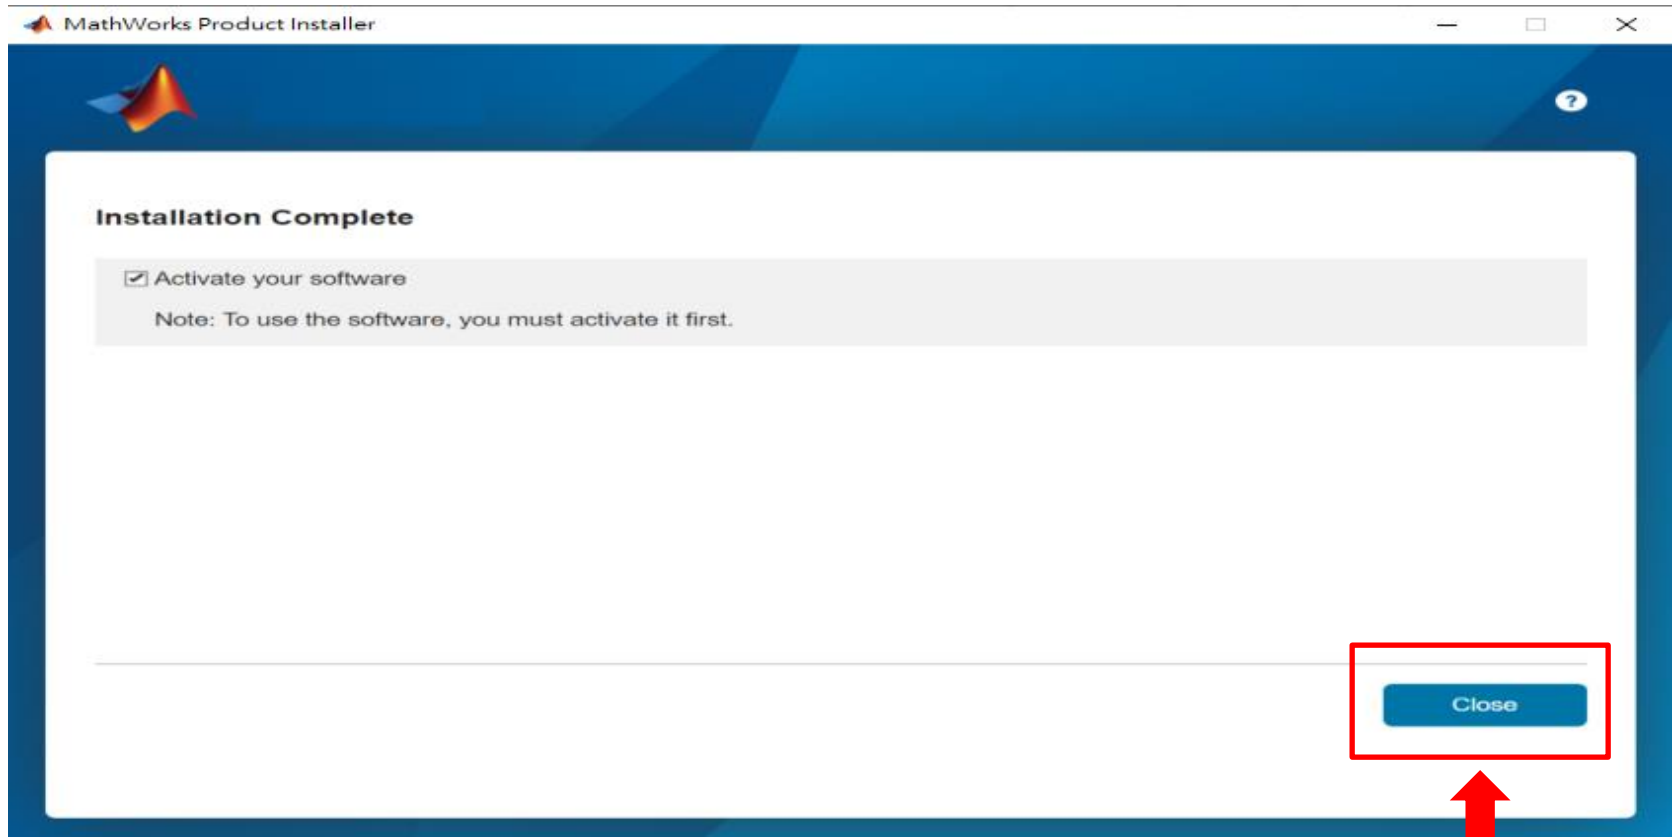 MathWorks Product Installer
?
Installation Complete
Activate your software
Note: To use the software, you must activate it first.
Close